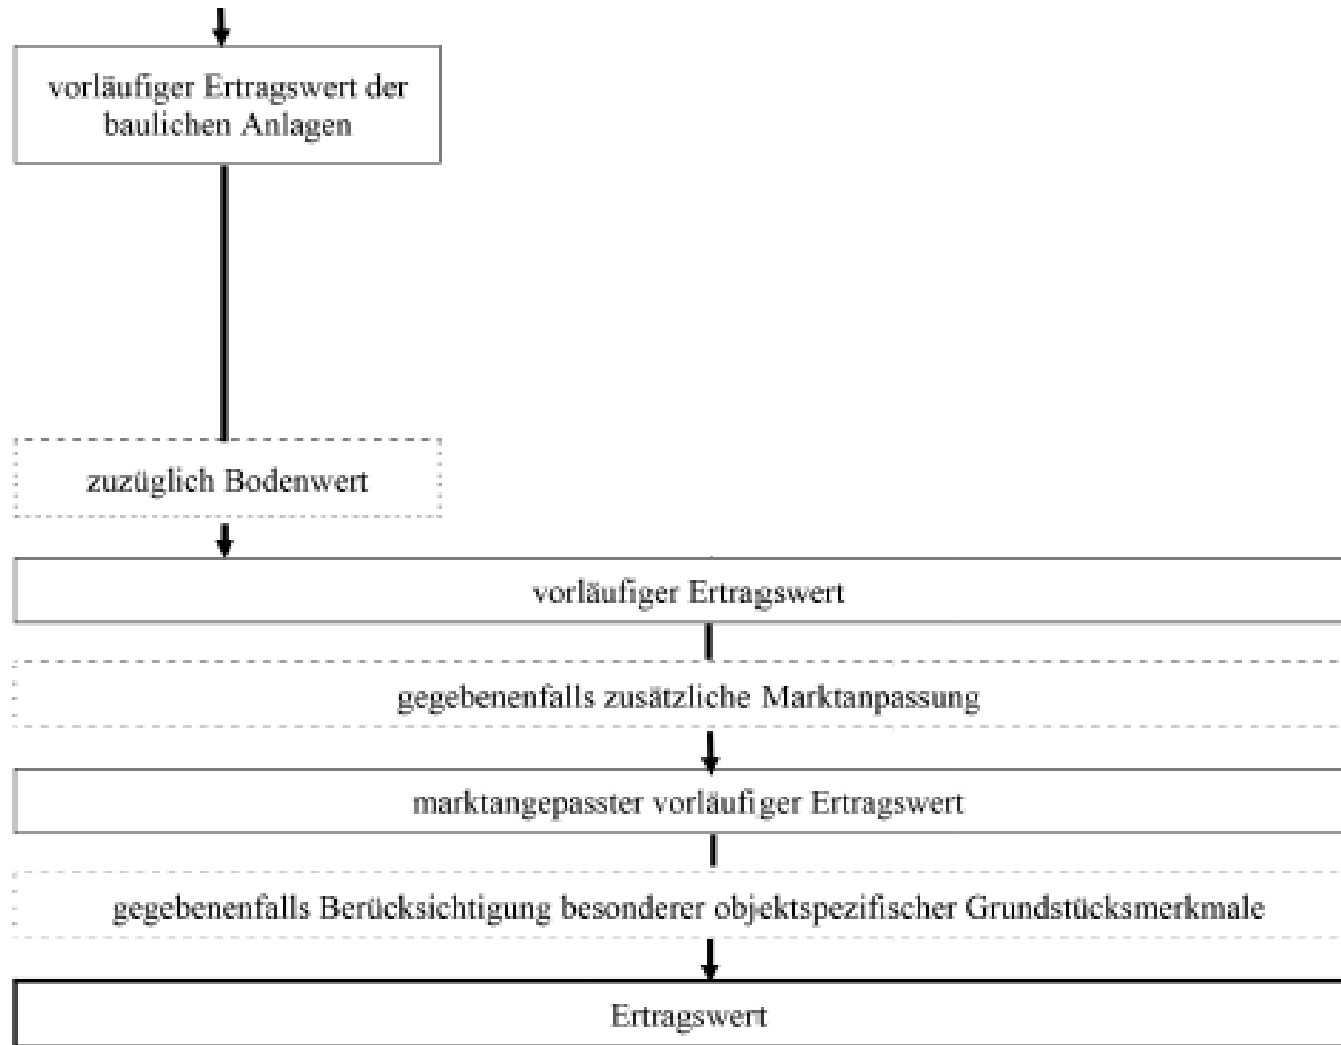 vorläufiger Ertragswert der
baulichen Anlagen
zuzüglich Bodenwert
vorläufiger Ertragswert
gegebenenfalls zusätzliche Marktanpassung
marktangepasster vorläufiger Ertragswert
gegebenenfalls Berücksichtigung besonderer objektspezifischer Grundstücksmerkmale
Ertragswert